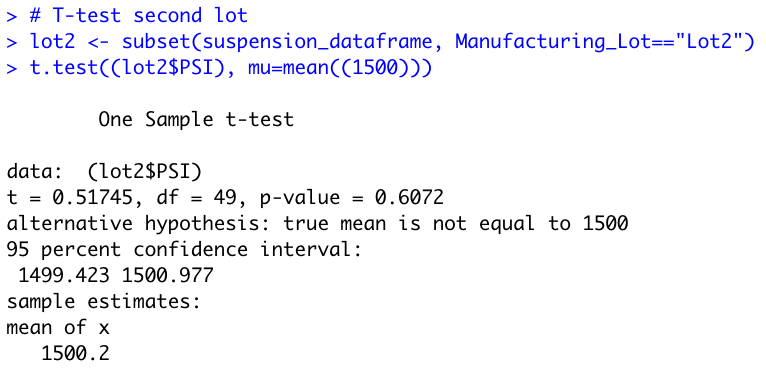 > # T-test second lot
> lot2 <- subset(suspension_dataframe, Manufacturing_Lot=="Lot2")
> t.test((lot2$PSI), mu=mean((1500)))
One Sample t-test
data:  (lot2$PSI)
t = 0.51745, df = 49, p-value = 0.6072
alternative hypothesis: true mean is not equal to 1500
95 percent confidence interval:
1499.423 1500.977
sample estimates:
mean of x
1500.2